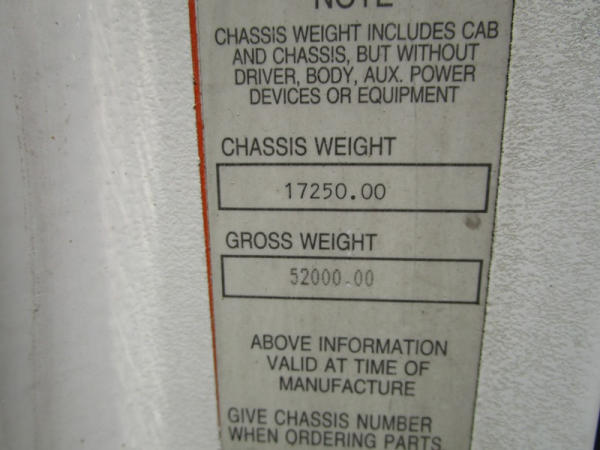 NOTE
CHASSIS WEIGHT INCLUDES CAB
AND CHASSIS, BUT WITHOUT
DRIVER, BODY, AUX. POWER
DEVICES OR EQUIPMENT
CHASSIS WEIGHT
17250.00
GROSS WEIGHT
52000.00
ABOVE INFORMATION
VALID AT TIME OF
MANUFACTURE
GIVE CHASSIS NUMBER
WHEN ORDERING PARTS